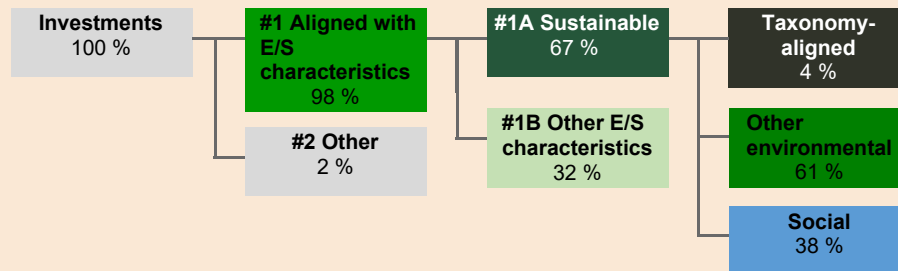 Investments
100 %
#1 Aligned with
E/S
characteristics
98 %
#2 Other
2 %
#1A Sustainable
67 %
#1B Other E/S
characteristics
32 %
Taxonomy-
aligned
4 %
Other
environmental
61 %
Social
38 %